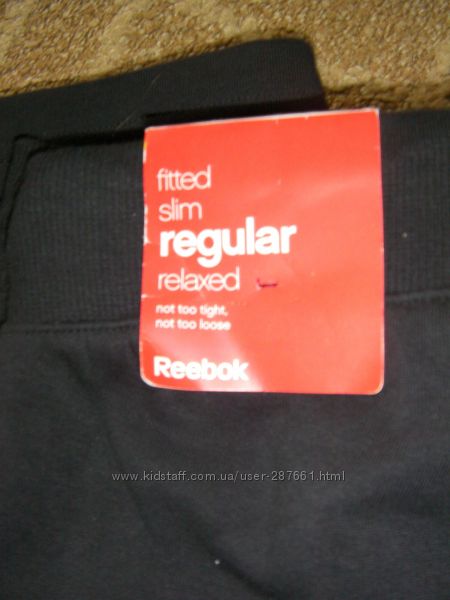 fitted
slim
regular
relaxed
not too tight,
not too loose
Reebok
www.kidstaff.com.ua/user-287661.html